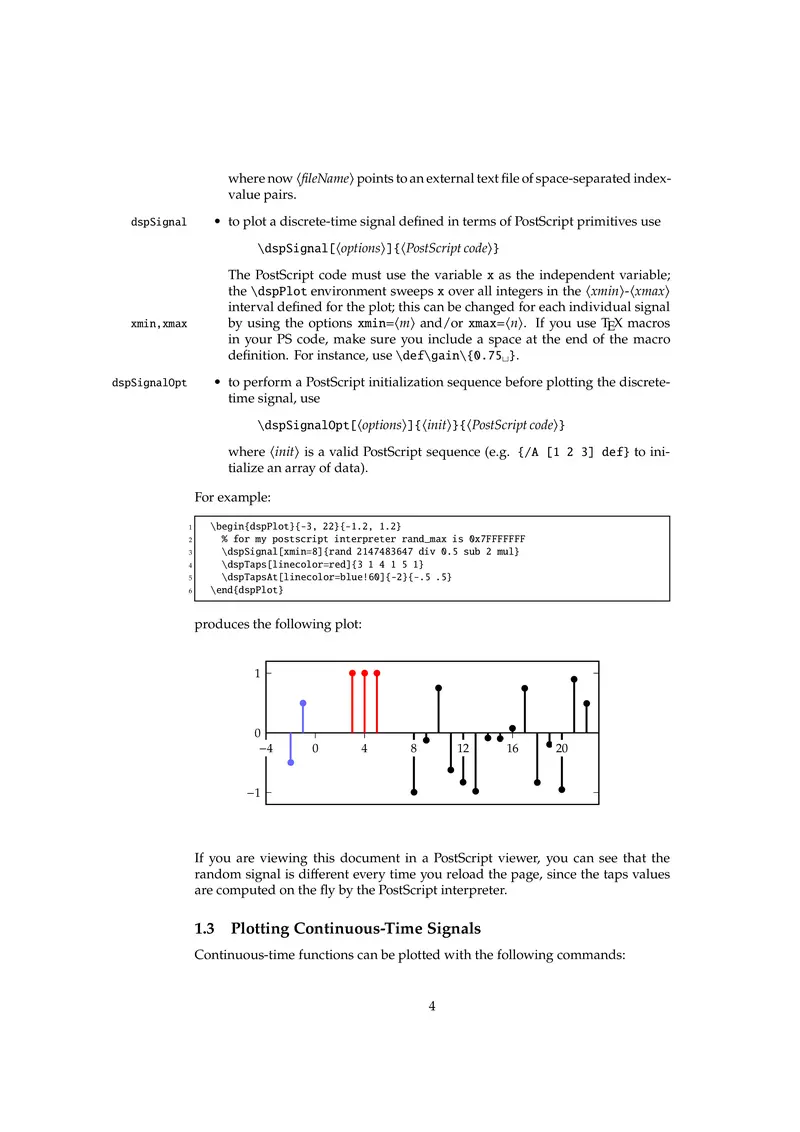 where now ⟨fileName⟩ points to an external text file of space-separated index-
value pairs.
dspSignal • to plot a discrete-time signal defined in terms of PostScript primitives use
\dspSignal[⟨options⟩]{⟨PostScript code⟩}
The PostScript code must use the variable x as the independent variable;
the \dspPlot environment sweeps x over all integers in the ⟨xmin⟩-⟨xmax⟩
interval defined for the plot; this can be changed for each individual signal
xmin,xmax by using the options xmin=⟨m⟩ and/or xmax=⟨n⟩. If you use TEX macros
in your PS code, make sure you include a space at the end of the macro
definition. For instance, use \def\gain\{0.75␣}.
dspSignalOpt • to perform a PostScript initialization sequence before plotting the discrete-
time signal, use
\dspSignalOpt[⟨options⟩]{⟨init⟩}{⟨PostScript code⟩}
where ⟨init⟩ is a valid PostScript sequence (e.g. {/A [1 2 3] def} to ini-
tialize an array of data).
For example:
1 \begin{dspPlot}{-3, 22}{-1.2, 1.2}
2 % for my postscript interpreter rand_max is 0x7FFFFFFF
3 \dspSignal[xmin=8]{rand 2147483647 div 0.5 sub 2 mul}
4 \dspTaps[linecolor=red]{3 1 4 1 5 1}
5 \dspTapsAt[linecolor=blue!60]{-2}{-.5 .5}
6 \end{dspPlot}
produces the following plot:
1
0
−4 0 4 8 12 16 20
−1
If you are viewing this document in a PostScript viewer, you can see that the
random signal is different every time you reload the page, since the taps values
are computed on the fly by the PostScript interpreter.
1.3 Plotting Continuous-Time Signals
Continuous-time functions can be plotted with the following commands:
4